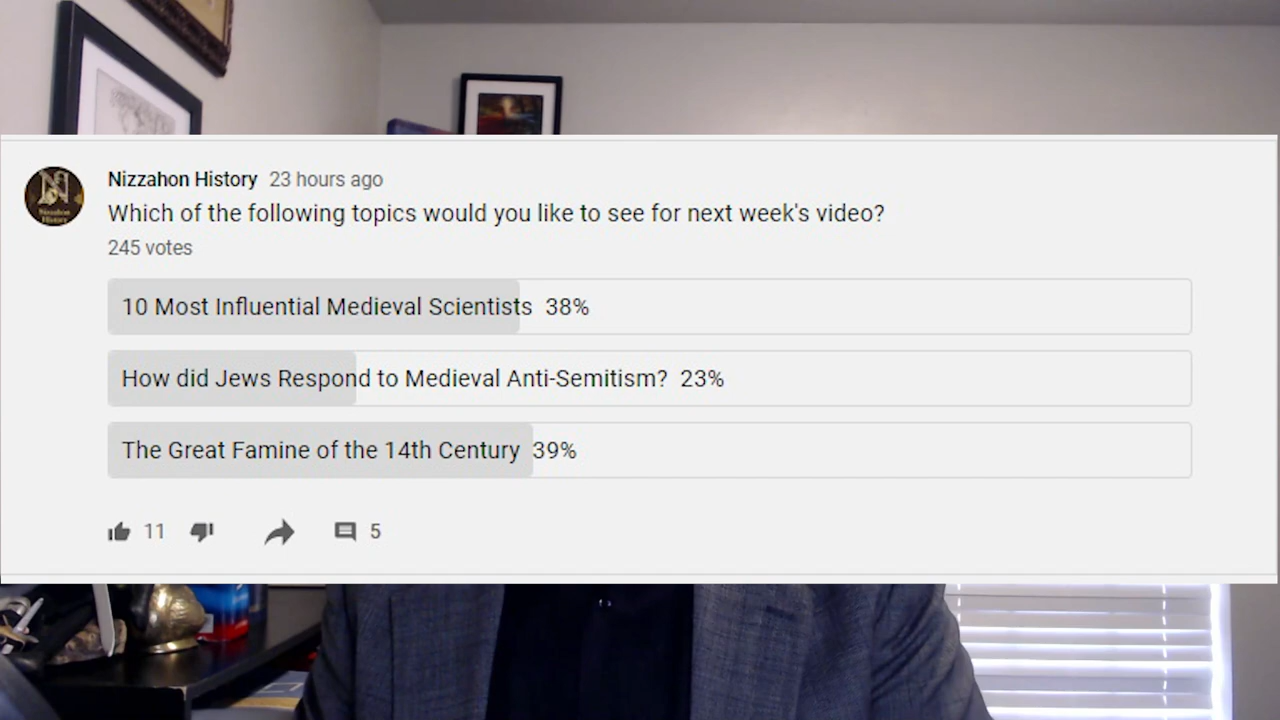 Nizzahon History 23 hours ago
Which of the following topics would you like to see for next week's video?
245 votes
10 Most Influential Medieval Scientists 38%
How did Jews Respond to Medieval Anti-Semitism? 23%
The Great Famine of the 14th Century 39%
11 5
N
Nizzahon
History